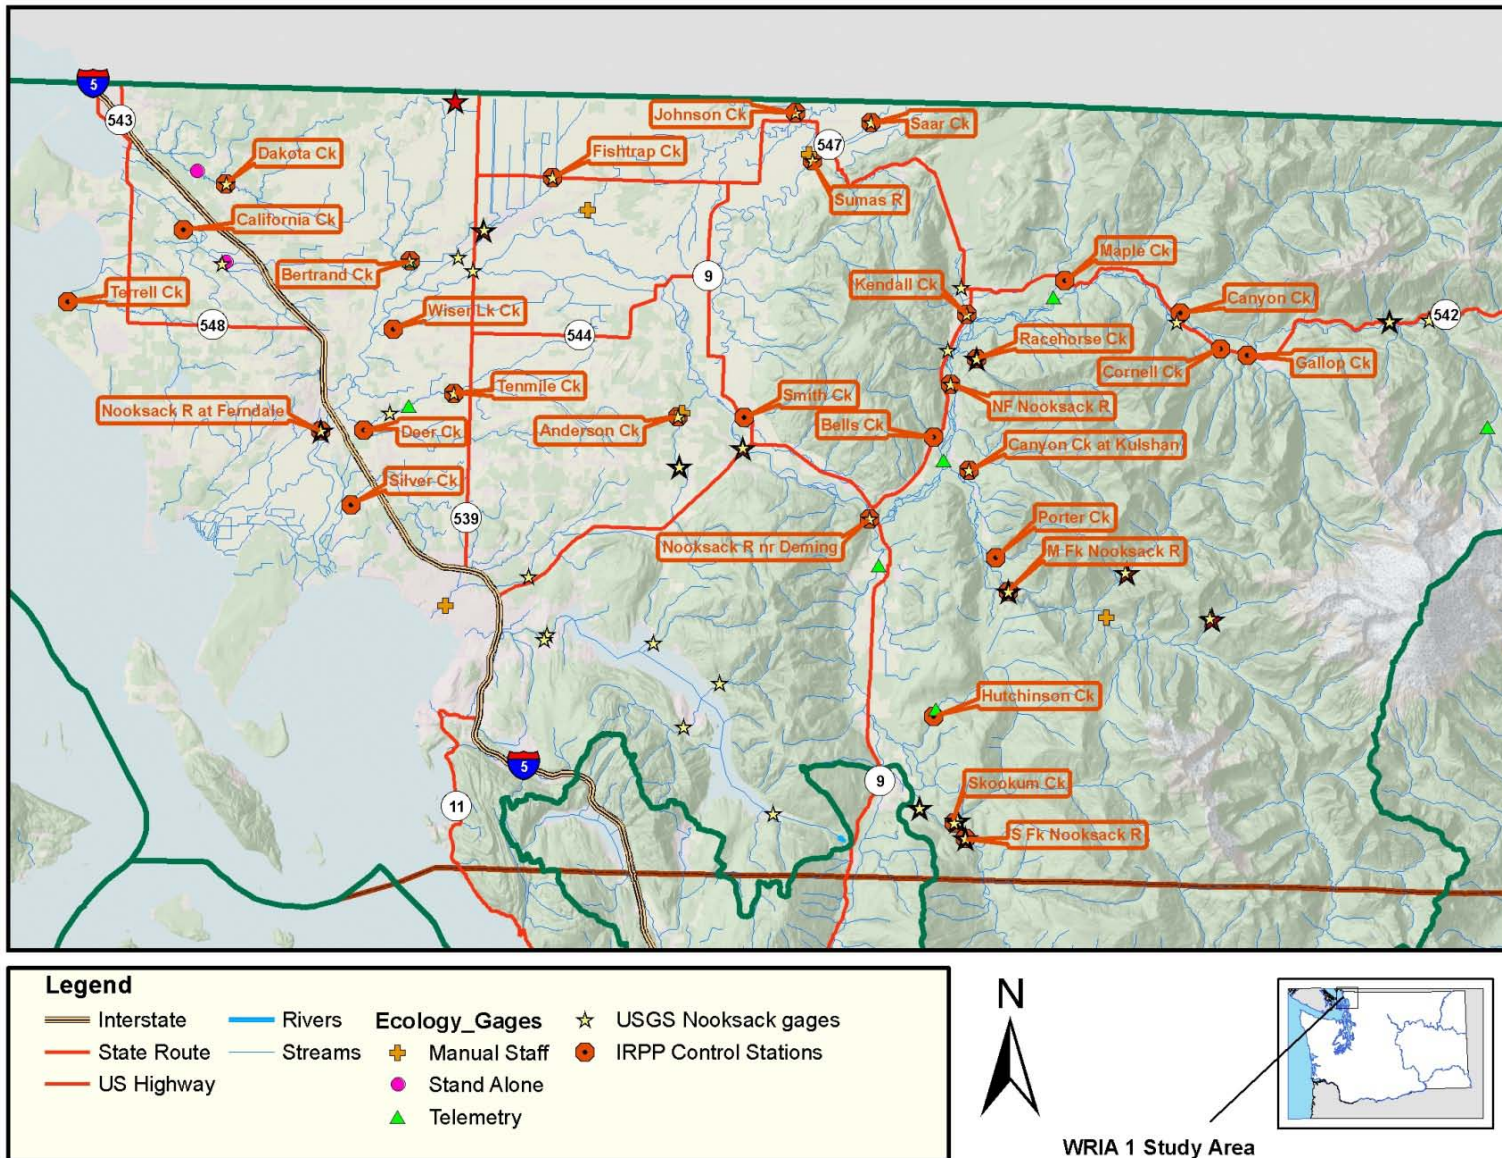 5
543
Johnson Ck
Saar Ck
547
Dakota Ck
Fishtrap Ck
Sumas R
California Ck
Maple Ck
Bertrand Ck
9
Kendall Ck
Canyon Ck
Terrell Ck
Wiser Lk Ck
548
544
542
Racehorse Ck
Cornell Ck
Gallop Ck
Tenmile Ck
Smith Ck
NF Nooksack R
Nooksack R at Ferndale
Deer Ck
Anderson Ck
Bells Ck
Canyon Ck at Kulshan
Silver Ck
539
Nooksack R nr Deming
Porter Ck
M Fk Nooksack R
Hutchinson Ck
5
9
Skookum Ck
11
S Fk Nooksack R
Legend
Interstate
State Route
US Highway
Rivers
Streams
Ecology_Gages
Manual Staff
Stand Alone
Telemetry
USGS Nooksack gages
IRPP Control Stations
N
WRIA 1 Study Area